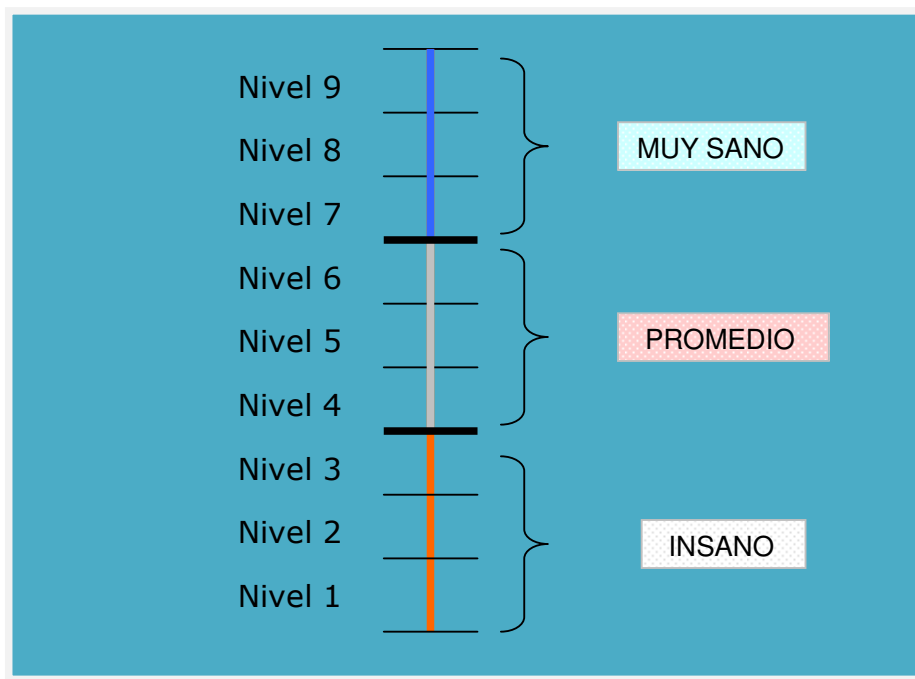 Nivel 9
Nivel 8
MUY SANO
Nivel 7
Nivel 6
Nivel 5
PROMEDIO
Nivel 4
Nivel 3
Nivel 2
INSANO
Nivel 1